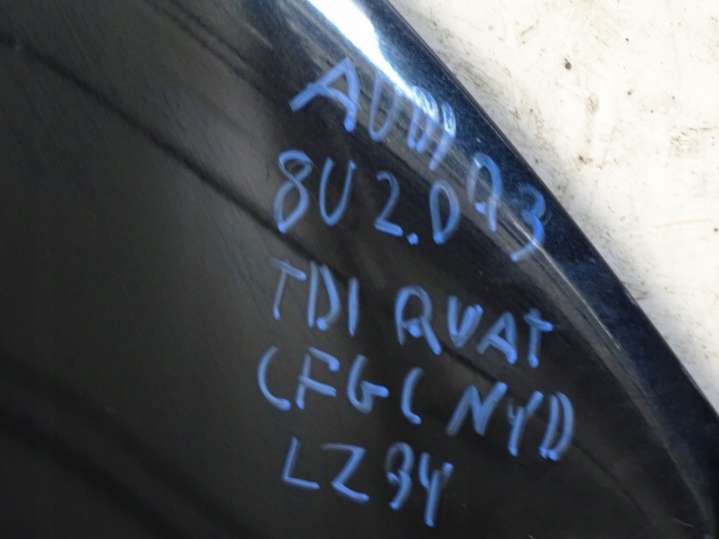 AUDI Q3
8U 2.0
TDI QUAT
CFGC NYD
LZ9Y